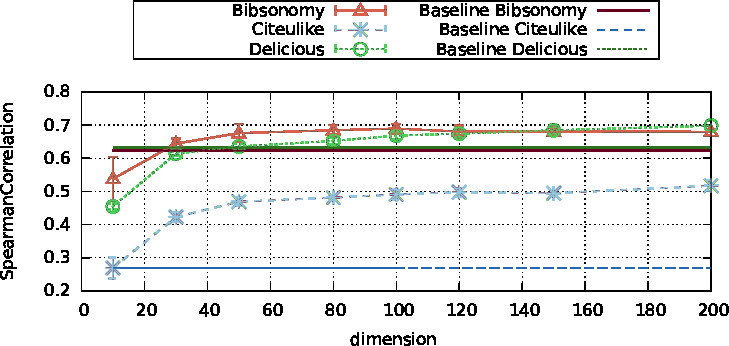 Bibsonomy Baseline Bibsonomy
Citeulike Baseline Citeulike
Delicious Baseline Delicious
0.8
0.7
0.6
0.5
0.4
0.3
0.2
SpearmanCorrelation
0 20 40 60 80 100 120 140 160 180 200
dimension